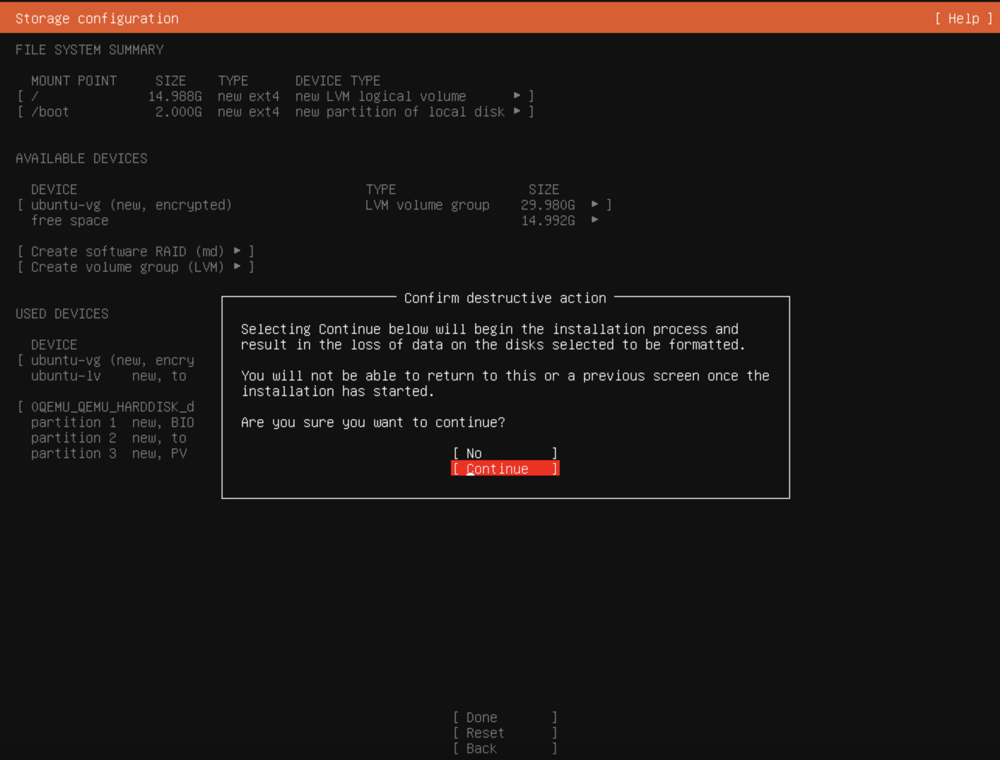 Storage configuration [ Help ]
FILE SYSTEM SUMMARY
MOUNT POINT SIZE TYPE DEVICE TYPE
[ / 14.988G new ext4 new LVM logical volume ▸ ]
[ /boot 2.000G new ext4 new partition of local disk ▸ ]
AVAILABLE DEVICES
DEVICE TYPE SIZE
[ ubuntu-vg (new, encrypted) LVM volume group 29.980G ▸ ]
free space 14.992G ▸
[ Create software RAID (md) ▸ ]
[ Create volume group (LVM) ▸ ]
USED DEVICES
DEVICE
[ ubuntu-vg (new, encry
ubuntu-lv new, to
[ 0QEMU_QEMU_HARDDISK_d
partition 1 new, BIO
partition 2 new, to
partition 3 new, PV
Confirm destructive action
Selecting Continue below will begin the installation process and
result in the loss of data on the disks selected to be formatted.
You will not be able to return to this or a previous screen once the
installation has started.
Are you sure you want to continue?
[ No ]
[ Continue ]
[ Done ]
[ Reset ]
[ Back ]